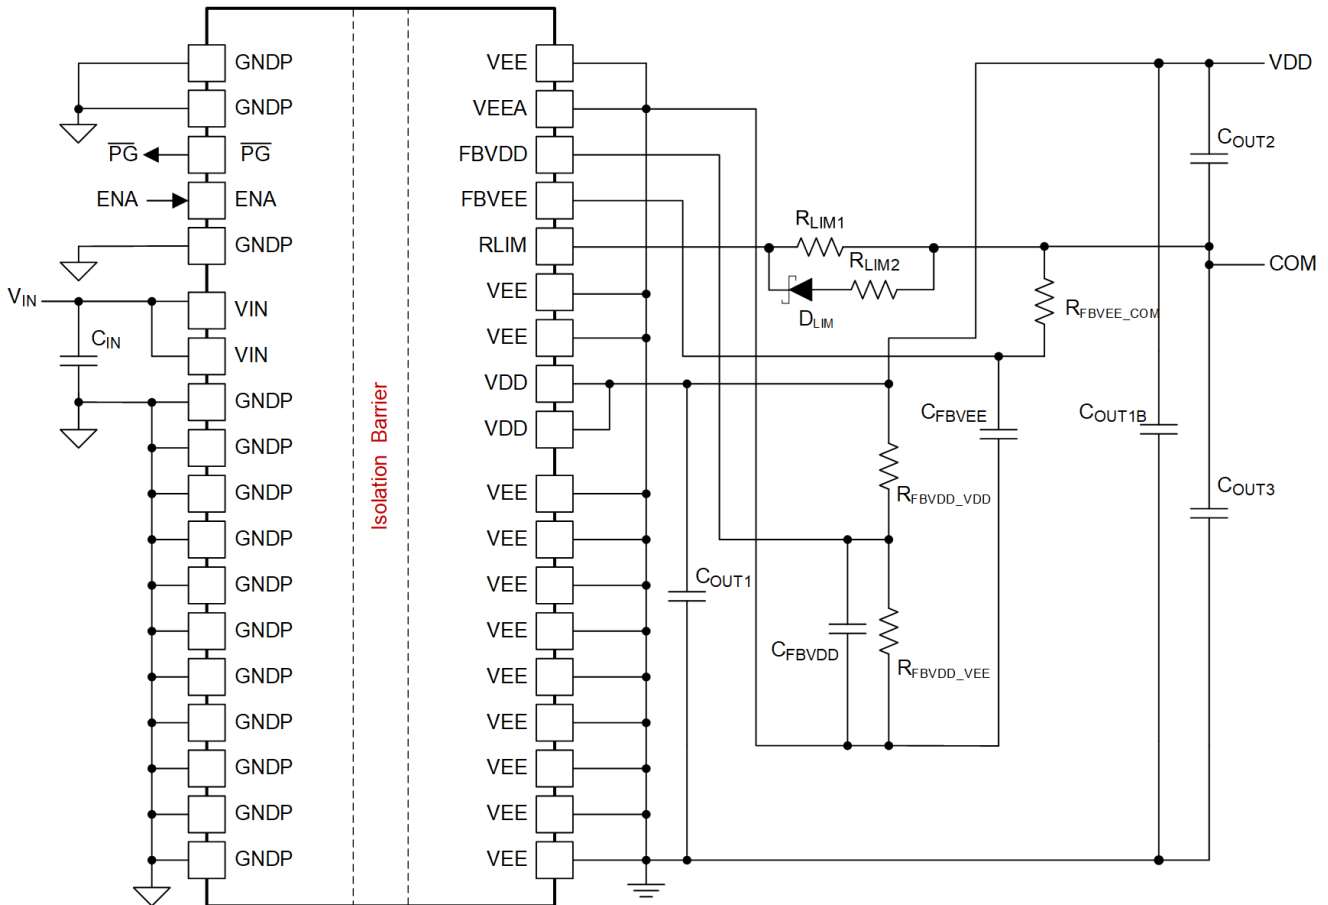 GNDP
GNDP
PG
PG
ENA
ENA
GNDP
VIN
VIN
CIN
VIN
GNDP
GNDP
GNDP
GNDP
GNDP
GNDP
GNDP
GNDP
GNDP
GNDP
GNDP
Isolation Barrier
VEE
VEEA
FBVDD
FBVEE
RLIM
VEE
VEE
VDD
VDD
VEE
VEE
VEE
VEE
VEE
VEE
VEE
VEE
VEE
RLIM1
RLIM2
DLIM
RFBVEE_COM
CFBVEE
RFBVDD_VDD
COUT1
CFBVDD
RFBVDD_VEE
COUT1B
VDD
COUT2
COM
COUT3